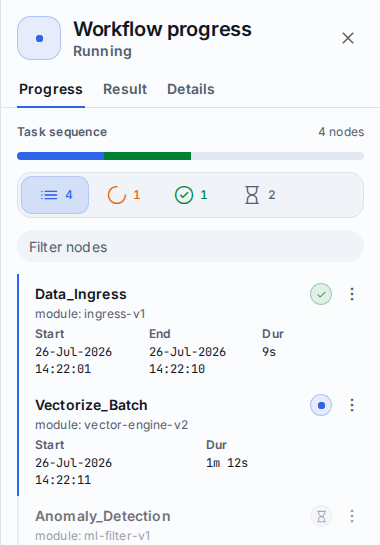 Workflow progress
Running
Progress Result Details
Task sequence 4 nodes
4 1 1 2
Filter nodes
Data_Ingress
module: ingress-v1
Start End Dur
26-Jul-2026 26-Jul-2026 9s
14:22:01 14:22:10
Vectorize_Batch
module: vector-engine-v2
Start Dur
26-Jul-2026 1m 12s
14:22:11
Anomaly_Detection
module: ml-filter-v1